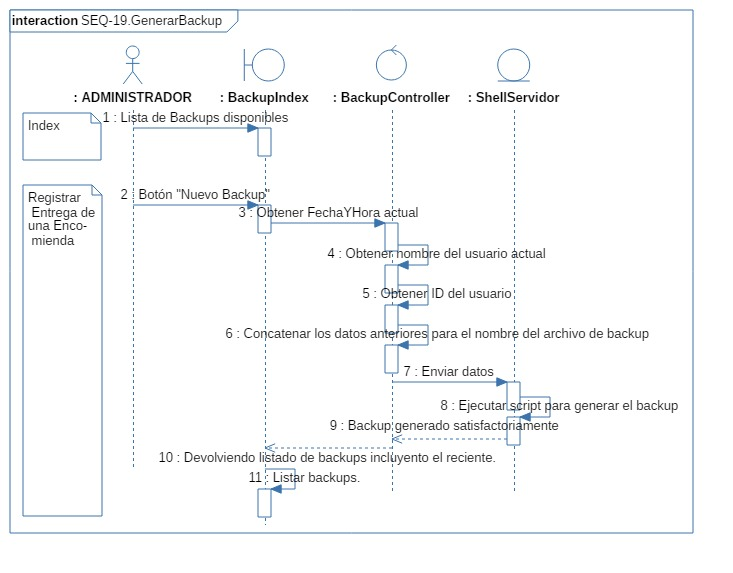 interaction SEQ-19.GenerarBackup
: ADMINISTRADOR
: BackupIndex
: BackupController
: ShellServidor
Index
1 : Lista de Backups disponibles
Registrar
Entrega de
una Enco-
mienda
2 : Botón "Nuevo Backup"
3 : Obtener FechaYHora actual
4 : Obtener nombre del usuario actual
5 : Obtener ID del usuario
6 : Concatenar los datos anteriores para el nombre del archivo de backup
7 : Enviar datos
8 : Ejecutar script para generar el backup
9 : Backup generado satisfactoriamente
10 : Devolviendo listado de backups incluyento el reciente.
11 : Listar backups.